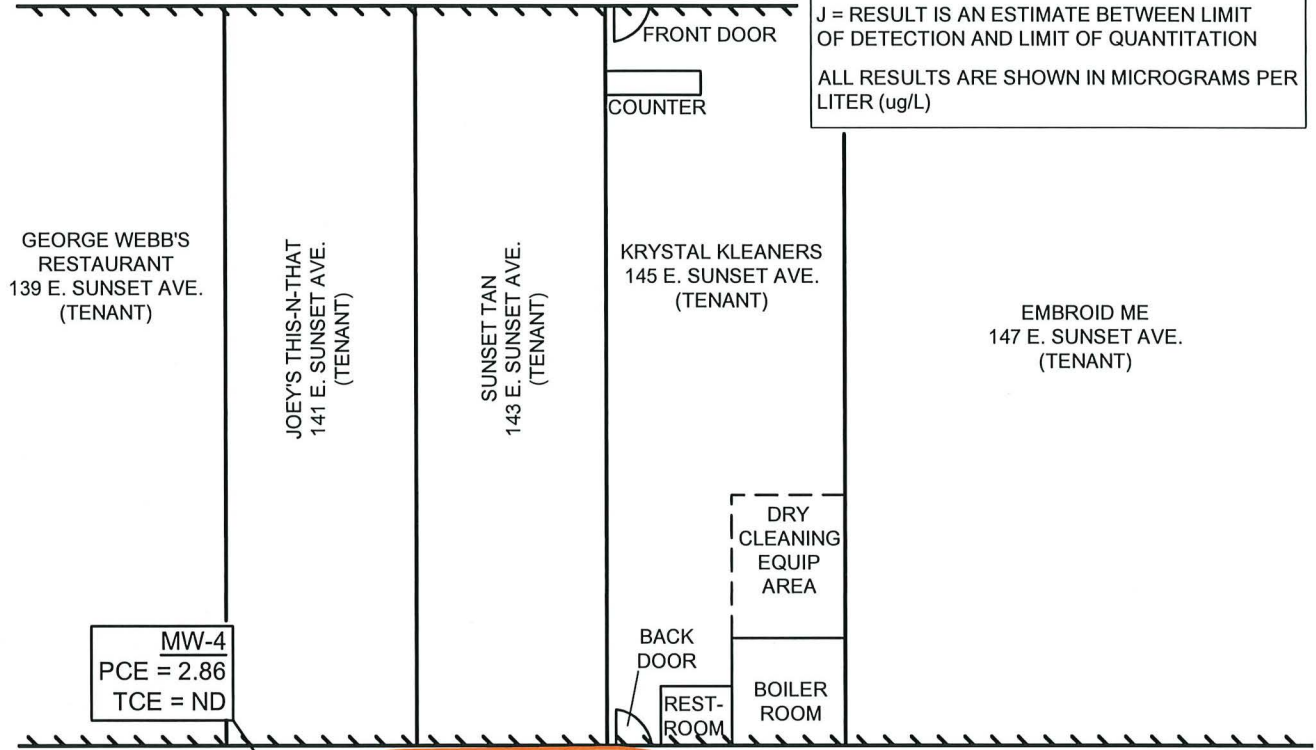 J = RESULT IS AN ESTIMATE BETWEEN LIMIT
OF DETECTION AND LIMIT OF QUANTITATION
ALL RESULTS ARE SHOWN IN MICROGRAMS PER
LITER (ug/L)
FRONT DOOR
COUNTER
GEORGE WEBB'S
RESTAURANT
139 E. SUNSET AVE.
(TENANT)
JOEY'S THIS-N-THAT
141 E. SUNSET AVE.
(TENANT)
SUNSET TAN
143 E. SUNSET AVE.
(TENANT)
KRYSTAL KLEANERS
145 E. SUNSET AVE.
(TENANT)
EMBROID ME
147 E. SUNSET AVE.
(TENANT)
DRY
CLEANING
EQUIP
AREA
MW-4
PCE = 2.86
TCE = ND
BACK
DOOR
REST-
ROOM
BOILER
ROOM